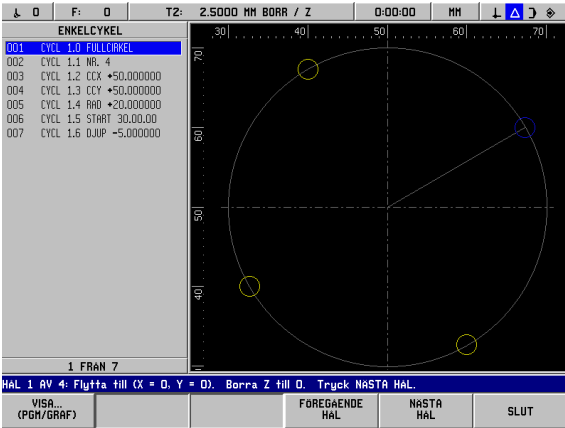 0 F: 0 T2: 2.5000 MM BORR / Z 0:00:00 MM
ENKELCYKEL
001 CYCL 1.0 FULLCIRKEL
002 CYCL 1.1 NR. 4
003 CYCL 1.2 CCX +50.000000
004 CYCL 1.3 CCY +50.000000
005 CYCL 1.4 RAD +20.000000
006 CYCL 1.5 START 30.00.00
007 CYCL 1.6 DJUP -5.000000
1 FRAN 7
30 40 50 60 70
70
60
50
40
HAL 1 AV 4: Flytta till (X = 0, Y = 0). Borra Z till 0. Tryck NASTA HAL.
VISA...
(PGM/GRAF)
FÖREGAENDE
HAL
NASTA
HAL
SLUT